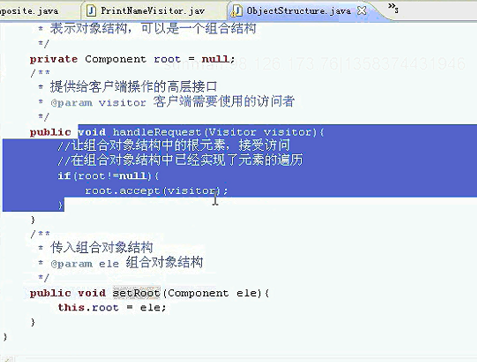 posite.java PrintNameVisitor.jav ObjectStructure.java 3
* 表示对象结构，可以是一个组合结构
*/
private Component root = null;
/**
* 提供给客户端操作的高层接口
* @param visitor 客户端需要使用的访问者
*/
public void handleRequest(Visitor visitor){
//让组合对象结构中的根元素，接受访问
//在组合对象结构中已经实现了元素的遍历
if(root!=null){
root.accept(visitor);
}
}
/**
* 传入组合对象结构
* @param ele 组合对象结构
*/
public void setRoot(Component ele){
this.root = ele;
}
}